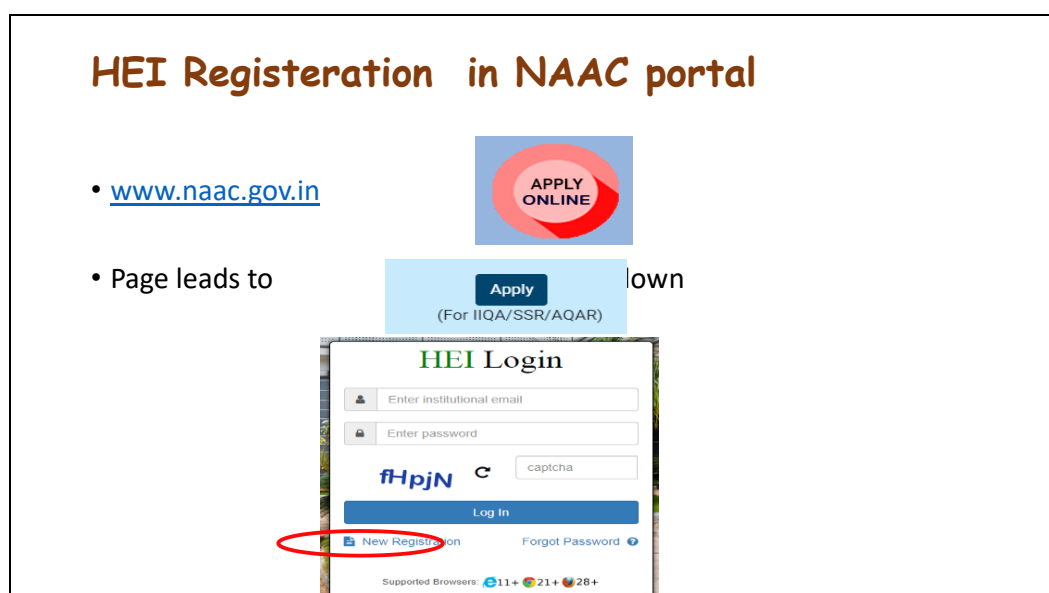 HEI Registeration in NAAC portal
• www.naac.gov.in
APPLY
ONLINE
• Page leads to
Apply
(For IIQA/SSR/AQAR)
HEI Login
Enter institutional email
Enter password
fHpjN
captcha
Log In
New Registration Forgot Password
Supported Browsers: 11+ 21+ 28+